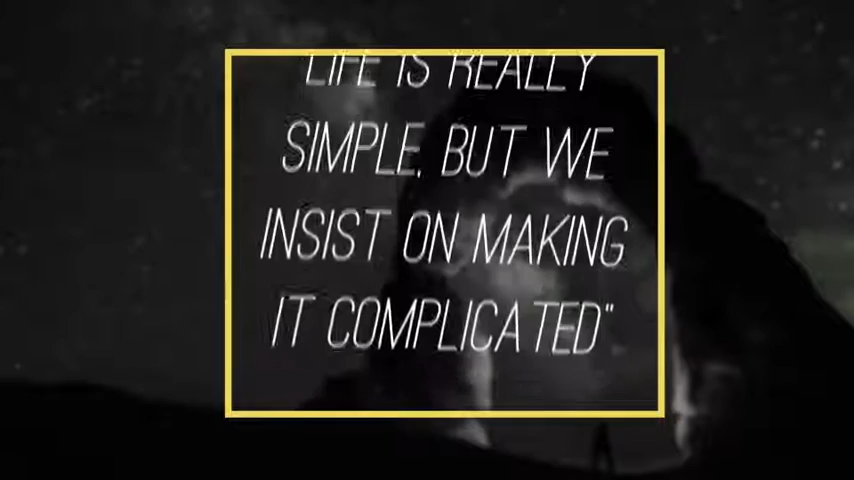 LIFE IS REALLY
SIMPLE, BUT WE
INSIST ON MAKING
IT COMPLICATED"